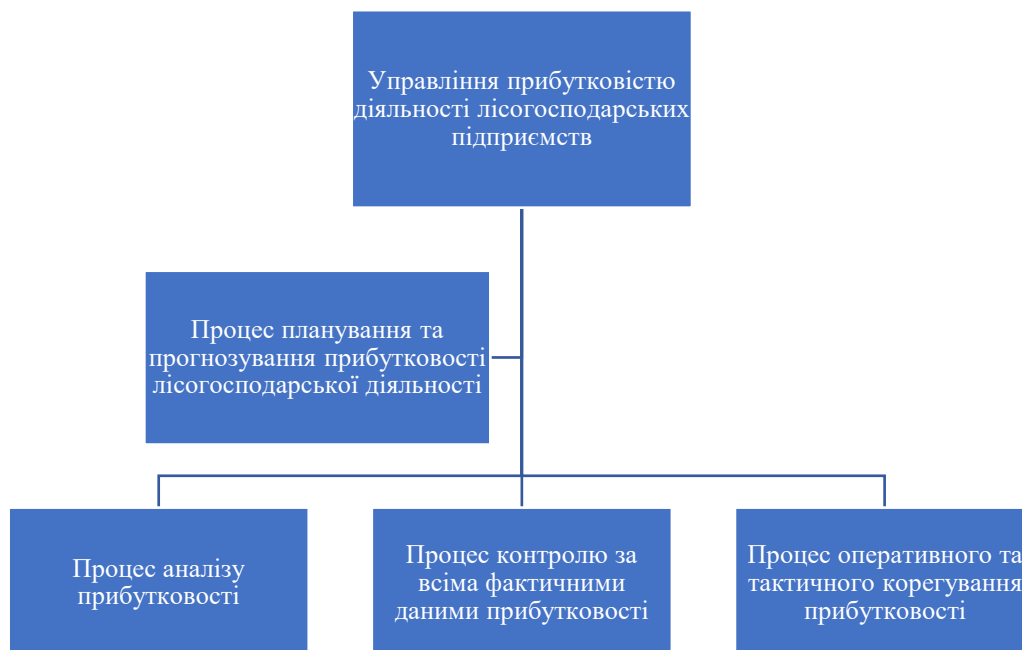 Управління прибутковістю
діяльності лісогосподарських
підприємств
Процес планування та
прогнозування прибутковості
лісогосподарської діяльності
Процес аналізу
прибутковості
Процес контролю за
всіма фактичними
даними прибутковості
Процес оперативного та
тактичного корегування
прибутковості